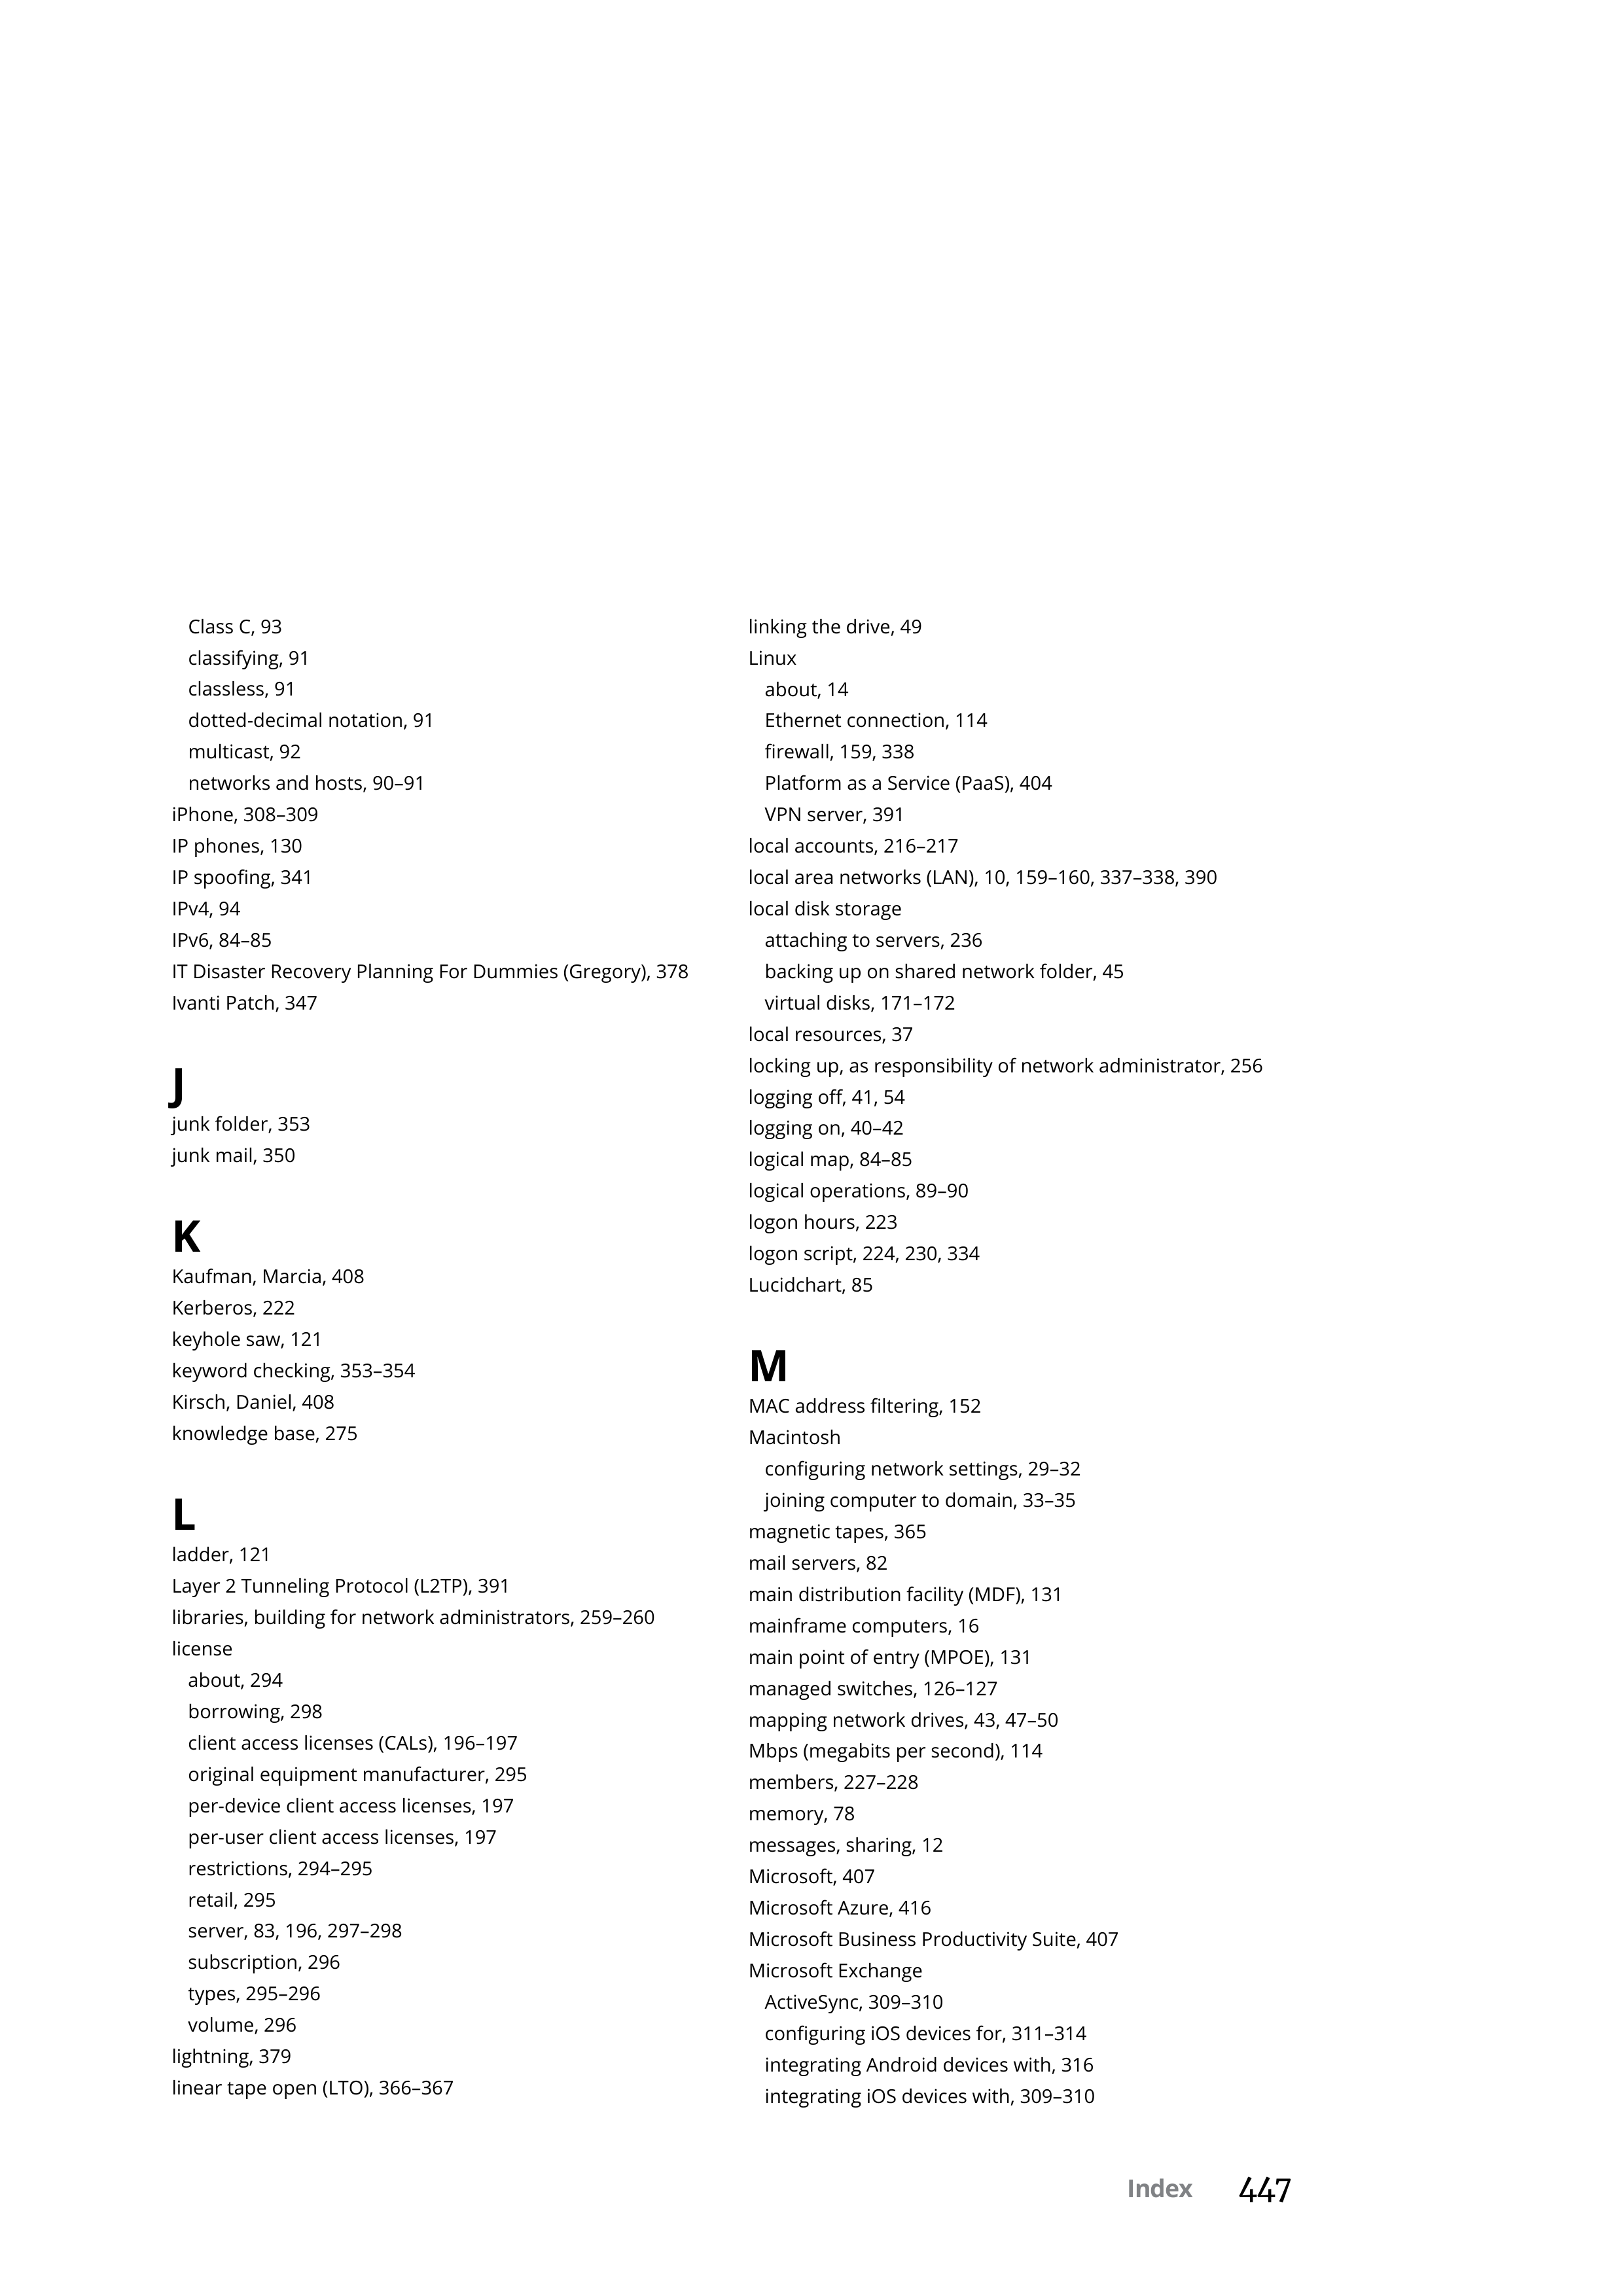 Class C, 93
classifying, 91
classless, 91
dotted-decimal notation, 91
multicast, 92
networks and hosts, 90–91
iPhone, 308–309
IP phones, 130
IP spoofing, 341
IPv4, 94
IPv6, 84–85
IT Disaster Recovery Planning For Dummies (Gregory), 378
Ivanti Patch, 347
J
junk folder, 353
junk mail, 350
K
Kaufman, Marcia, 408
Kerberos, 222
keyhole saw, 121
keyword checking, 353–354
Kirsch, Daniel, 408
knowledge base, 275
L
ladder, 121
Layer 2 Tunneling Protocol (L2TP), 391
libraries, building for network administrators, 259–260
license
about, 294
borrowing, 298
client access licenses (CALs), 196–197
original equipment manufacturer, 295
per-device client access licenses, 197
per-user client access licenses, 197
restrictions, 294–295
retail, 295
server, 83, 196, 297–298
subscription, 296
types, 295–296
volume, 296
lightning, 379
linear tape open (LTO), 366–367
linking the drive, 49
Linux
about, 14
Ethernet connection, 114
firewall, 159, 338
Platform as a Service (PaaS), 404
VPN server, 391
local accounts, 216–217
local area networks (LAN), 10, 159–160, 337–338, 390
local disk storage
attaching to servers, 236
backing up on shared network folder, 45
virtual disks, 171–172
local resources, 37
locking up, as responsibility of network administrator, 256
logging off, 41, 54
logging on, 40–42
logical map, 84–85
logical operations, 89–90
logon hours, 223
logon script, 224, 230, 334
Lucidchart, 85
M
MAC address filtering, 152
Macintosh
configuring network settings, 29–32
joining computer to domain, 33–35
magnetic tapes, 365
mail servers, 82
main distribution facility (MDF), 131
mainframe computers, 16
main point of entry (MPOE), 131
managed switches, 126–127
mapping network drives, 43, 47–50
Mbps (megabits per second), 114
members, 227–228
memory, 78
messages, sharing, 12
Microsoft, 407
Microsoft Azure, 416
Microsoft Business Productivity Suite, 407
Microsoft Exchange
ActiveSync, 309–310
configuring iOS devices for, 311–314
integrating Android devices with, 316
integrating iOS devices with, 309–310
Index 447